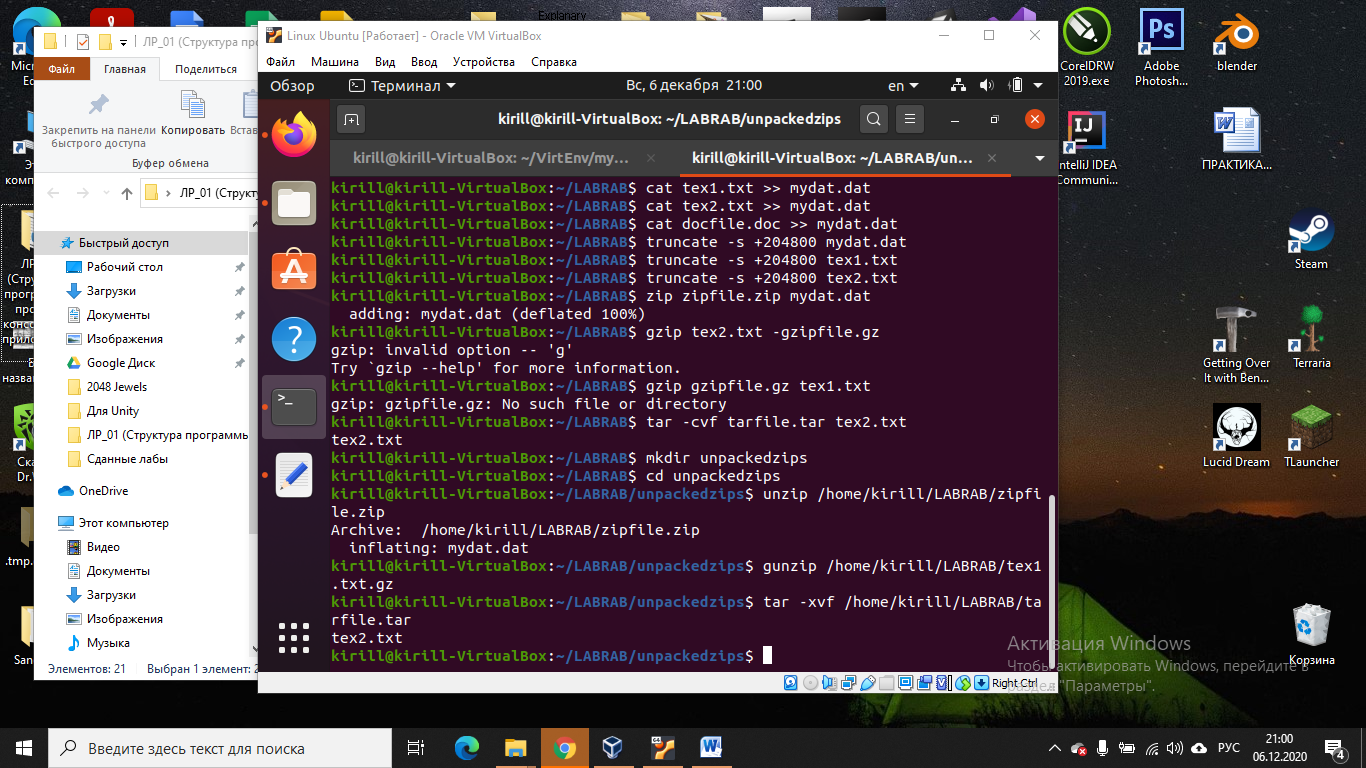 Explanary
Linux Ubuntu [Работает] - Oracle VM VirtualBox
Файл Машина Вид Ввод Устройства Справка
Обзор Терминал Вс, 6 декабря 21:00 en
kirill@kirill-VirtualBox: ~/LABRAB/unpackedzips
kirill@kirill-VirtualBox: ~/VirtEnv/my...
kirill@kirill-VirtualBox: ~/LABRAB/un...
kirill@kirill-VirtualBox:~/LABRAB$ cat tex1.txt >> mydat.dat
kirill@kirill-VirtualBox:~/LABRAB$ cat tex2.txt >> mydat.dat
kirill@kirill-VirtualBox:~/LABRAB$ cat docfile.doc >> mydat.dat
kirill@kirill-VirtualBox:~/LABRAB$ truncate -s +204800 mydat.dat
kirill@kirill-VirtualBox:~/LABRAB$ truncate -s +204800 tex1.txt
kirill@kirill-VirtualBox:~/LABRAB$ truncate -s +204800 tex2.txt
kirill@kirill-VirtualBox:~/LABRAB$ zip zipfile.zip mydat.dat
adding: mydat.dat (deflated 100%)
kirill@kirill-VirtualBox:~/LABRAB$ gzip tex2.txt -gzipfile.gz
gzip: invalid option -- 'g'
Try `gzip --help' for more information.
kirill@kirill-VirtualBox:~/LABRAB$ gzip gzipfile.gz tex1.txt
gzip: gzipfile.gz: No such file or directory
kirill@kirill-VirtualBox:~/LABRAB$ tar -cvf tarfile.tar tex2.txt
tex2.txt
kirill@kirill-VirtualBox:~/LABRAB$ mkdir unpackedzips
kirill@kirill-VirtualBox:~/LABRAB$ cd unpackedzips
kirill@kirill-VirtualBox:~/LABRAB/unpackedzips$ unzip /home/kirill/LABRAB/zipfi
le.zip
Archive:  /home/kirill/LABRAB/zipfile.zip
inflating: mydat.dat
kirill@kirill-VirtualBox:~/LABRAB/unpackedzips$ gunzip /home/kirill/LABRAB/tex1
.txt.gz
kirill@kirill-VirtualBox:~/LABRAB/unpackedzips$ tar -xvf /home/kirill/LABRAB/ta
rfile.tar
tex2.txt
kirill@kirill-VirtualBox:~/LABRAB/unpackedzips$
Right Ctrl
ЛР_01 (Структура про
Файл Главная Поделиться
Закрепить на панели
быстрого доступа
Копировать
Встав
Буфер обмена
ЛР_01 (Структу
Быстрый доступ
Рабочий стол
Загрузки
Документы
Изображения
Google Диск
2048 Jewels
Для Unity
ЛР_01 (Структура программы
Сданные лабы
OneDrive
Этот компьютер
Видео
Документы
Загрузки
Изображения
Музыка
Элементов: 21 Выбран 1 элемент: 2
CorelDRW
2019.exe
Ps
Adobe
Photosh...
blender
IJ
IntelliJ IDEA
Communi...
ПРАКТИКА...
Steam
Getting Over
It with Ben...
Terraria
Lucid Dream
TLauncher
Корзина
Активация Windows
Чтобы активировать Windows, перейдите в
раздел "Параметры".
Введите здесь текст для поиска
РУС
21:00
06.12.2020
4